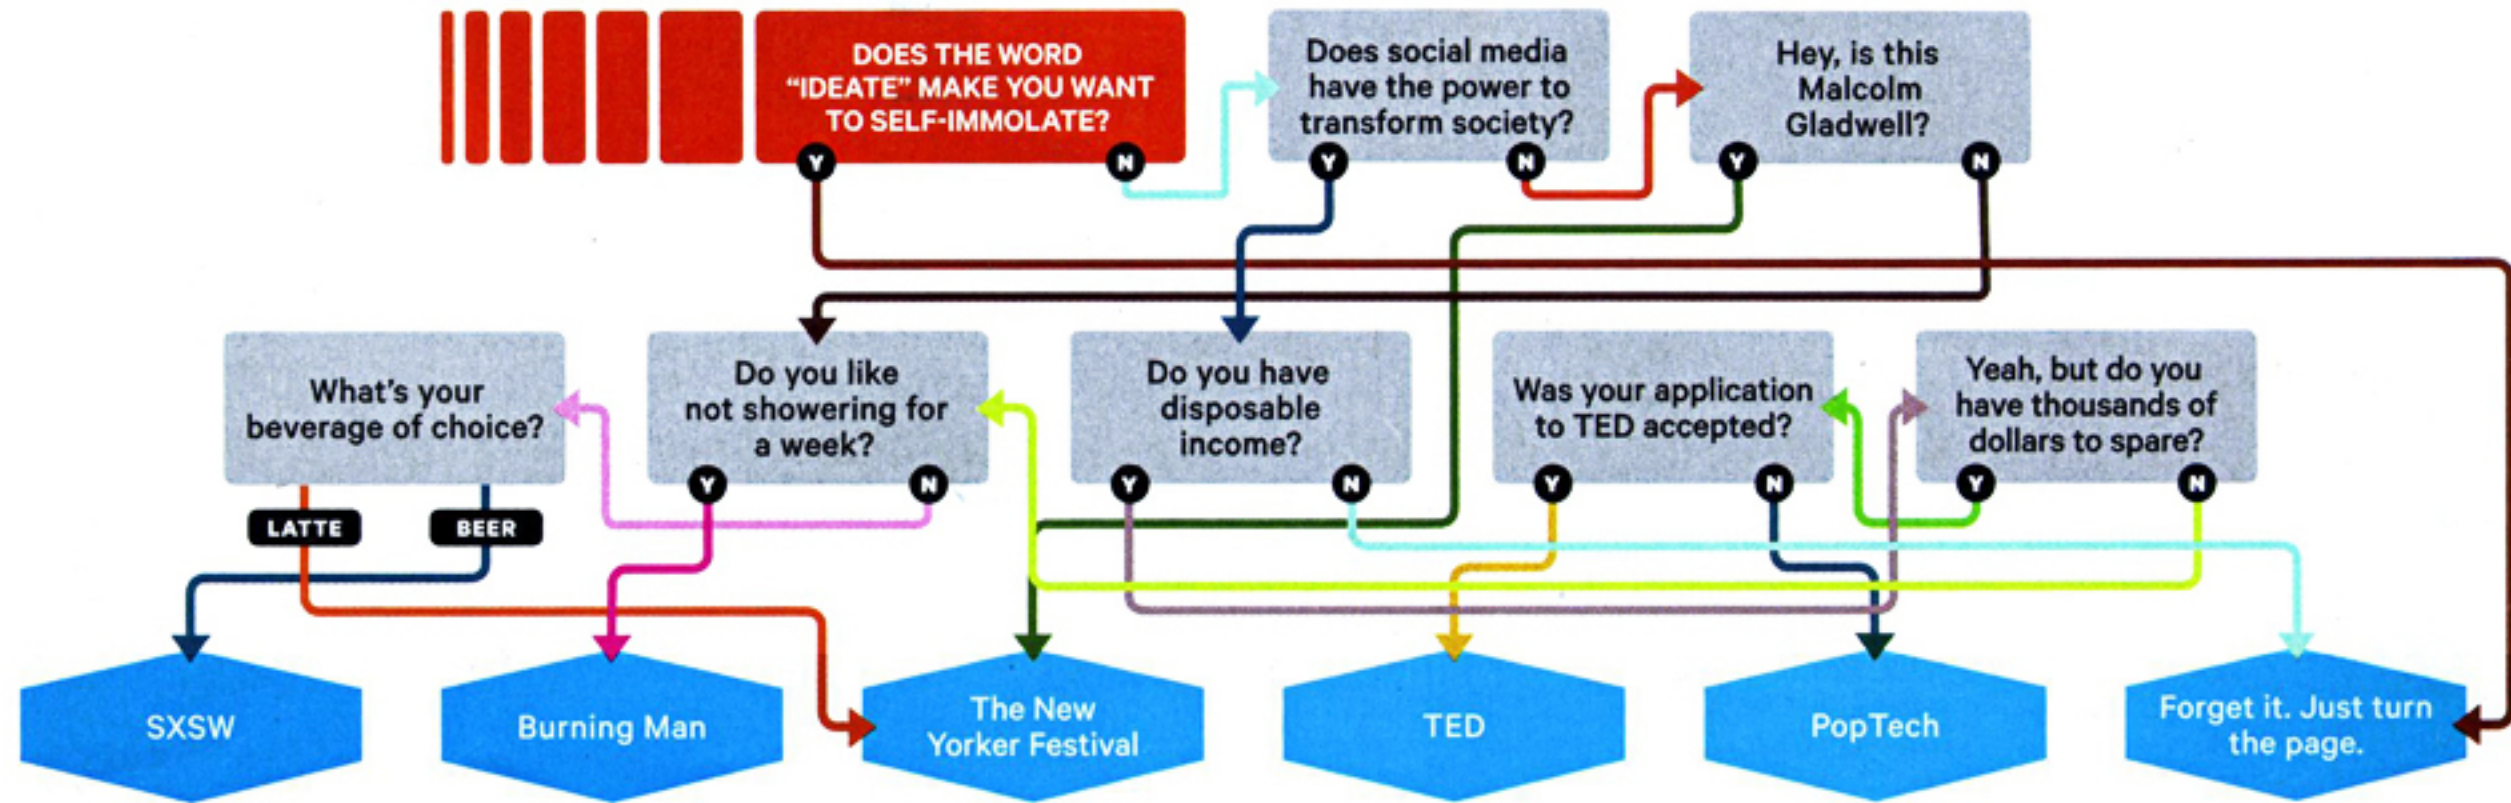 DOES THE WORD
“IDEATE” MAKE YOU WANT
TO SELF-IMMOLATE?
Y
N
Does social media
have the power to
transform society?
Y
N
Hey, is this
Malcolm
Gladwell?
Y
N
What’s your
beverage of choice?
LATTE
BEER
Do you like
not showering for
a week?
Y
N
Do you have
disposable
income?
Y
N
Was your application
to TED accepted?
Y
N
Yeah, but do you
have thousands of
dollars to spare?
Y
N
SXSW
Burning Man
The New
Yorker Festival
TED
PopTech
Forget it. Just turn
the page.